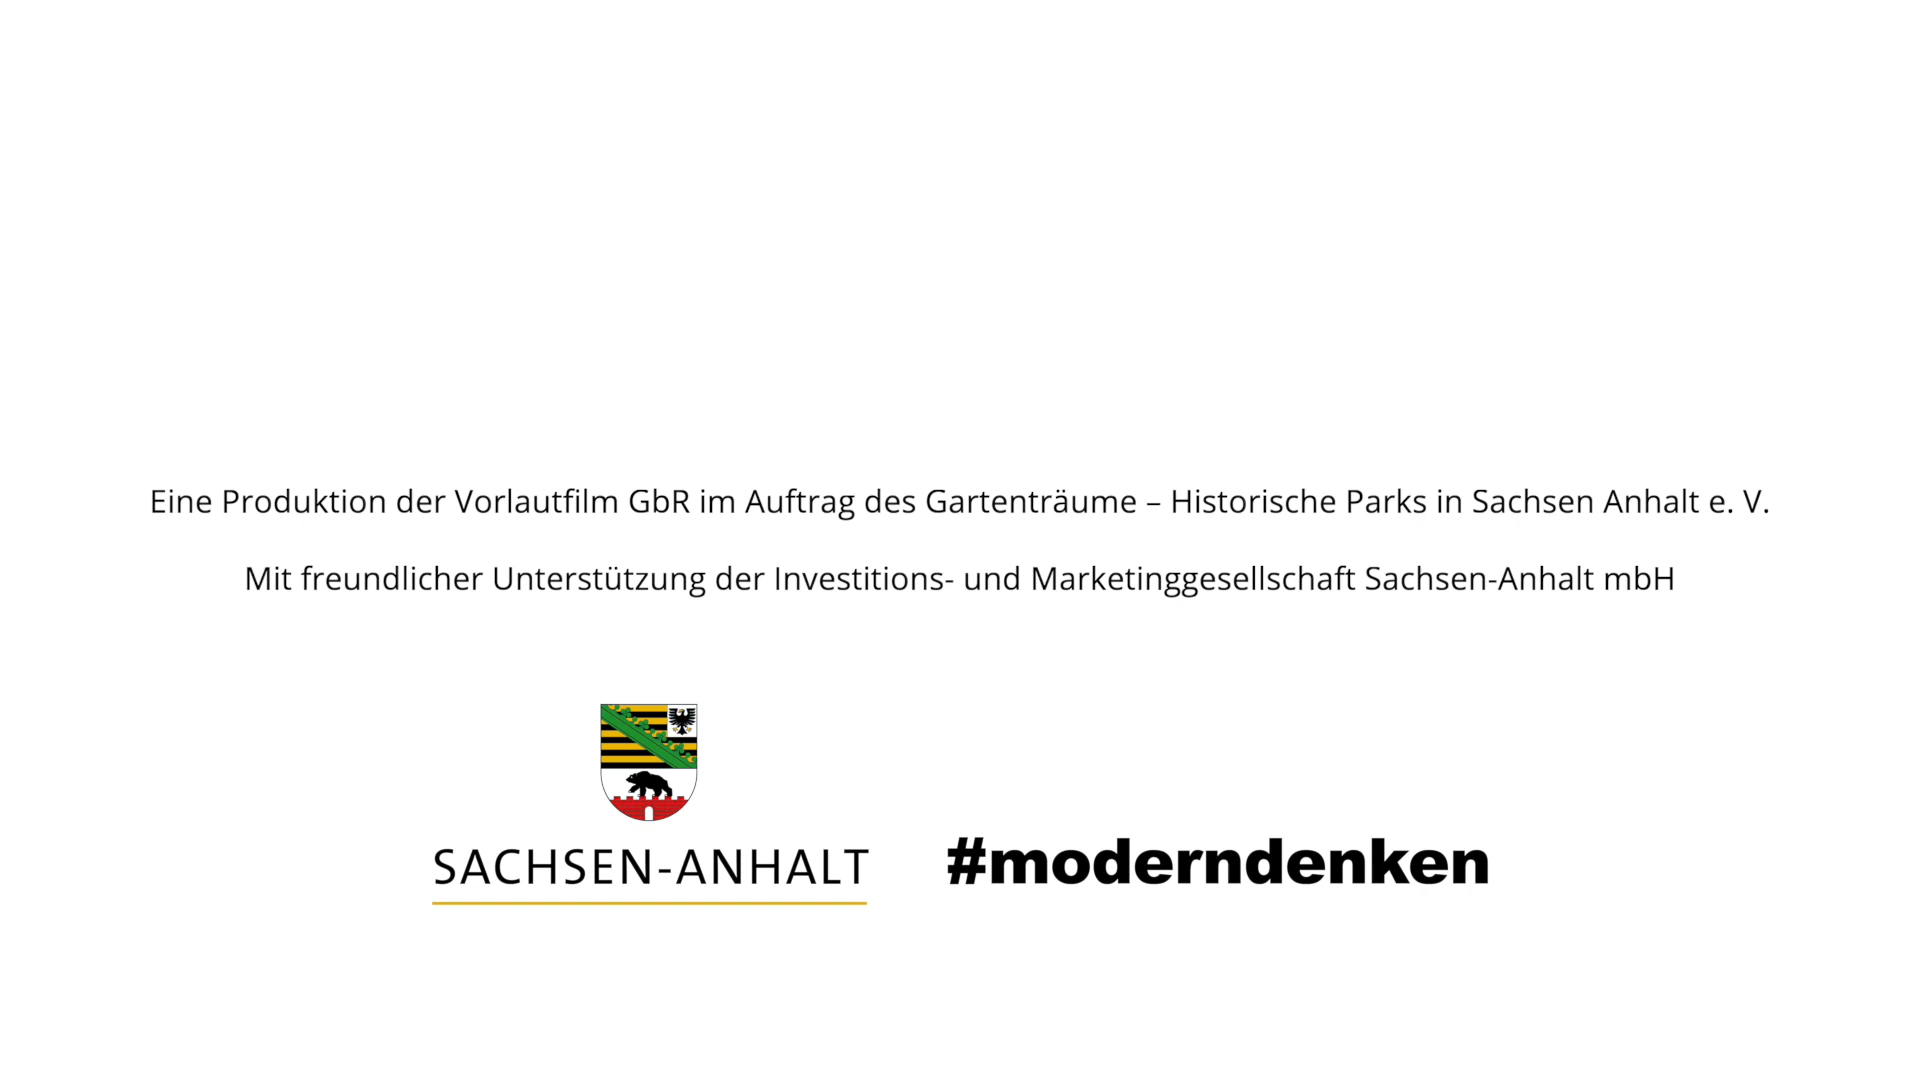 Eine Produktion der Vorlautfilm GbR im Auftrag des Gartenträume – Historische Parks in Sachsen Anhalt e. V.
Mit freundlicher Unterstützung der Investitions- und Marketinggesellschaft Sachsen-Anhalt mbH
SACHSEN-ANHALT #moderndenken